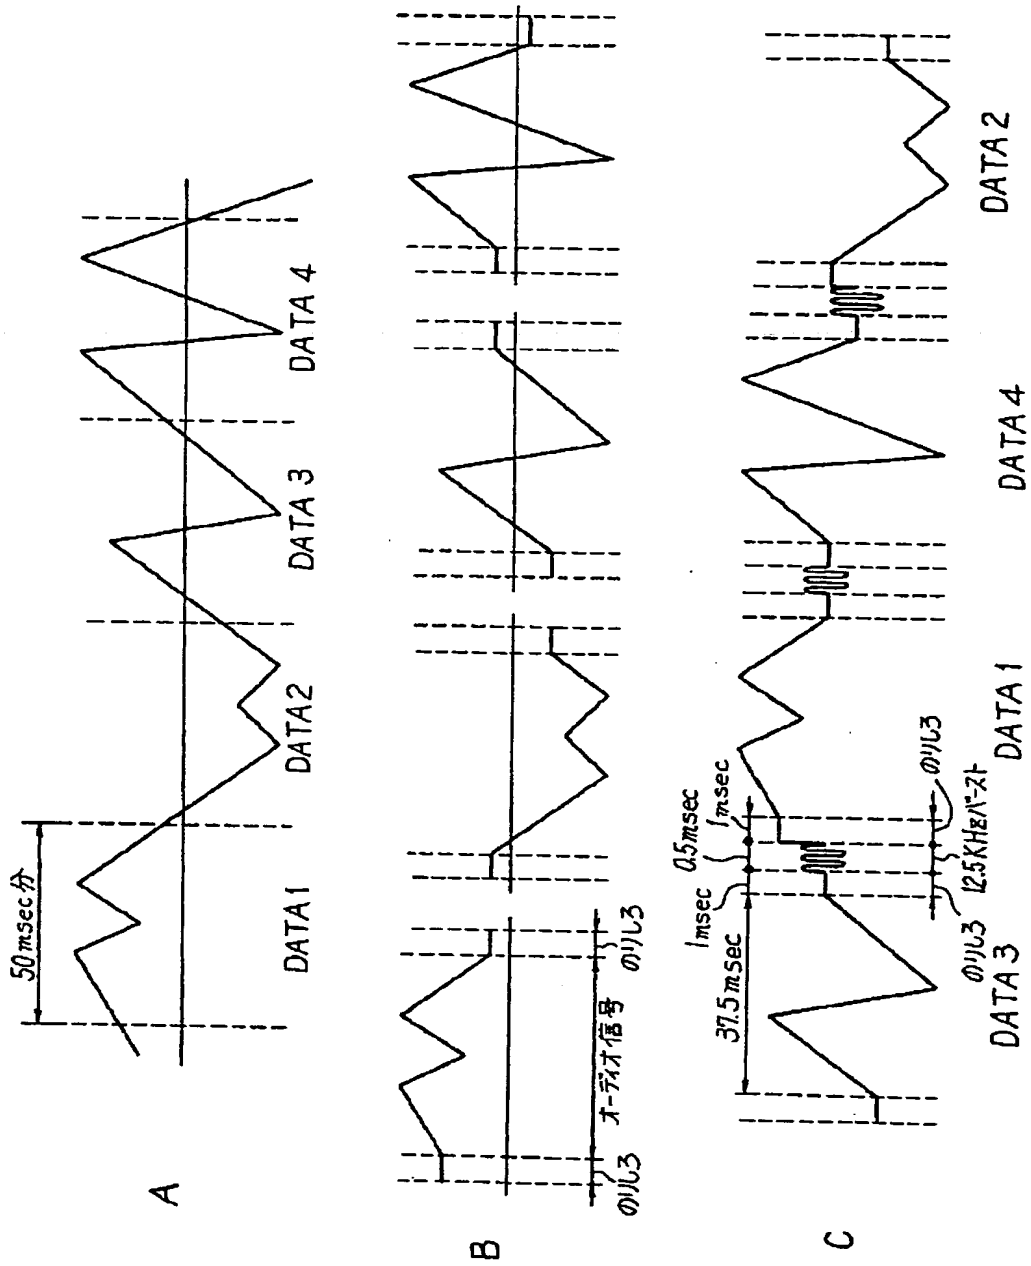 A
50msec分
DATA1
DATA2
DATA3
DATA4
B
のりしろ
オーディオ信号
のりしろ
C
37.5msec
1msec
0.5msec
1msec
のりしろ
12.5KHzバースト
のりしろ
DATA3
DATA1
DATA4
DATA2